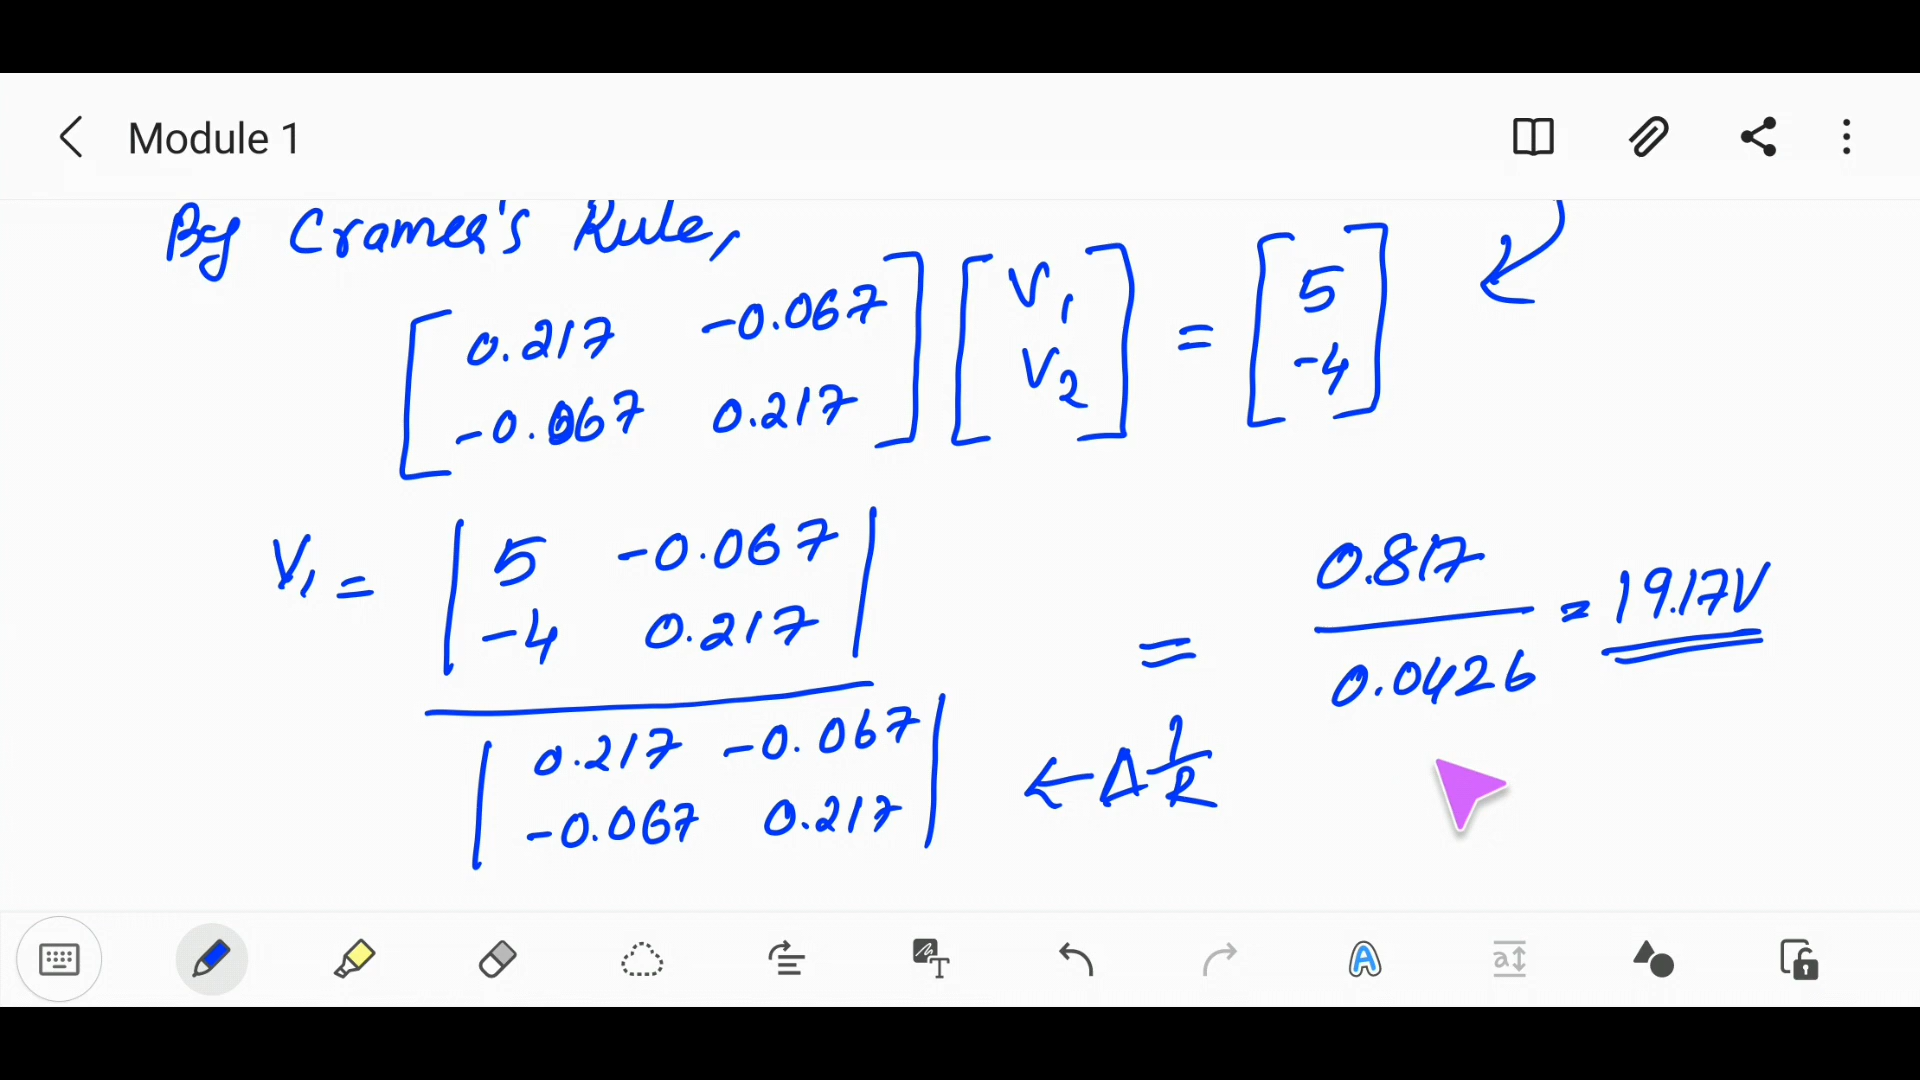 Module 1
By Cramer's Rule,
[0.217 -0.067] [V₁] = [5]
[-0.067 0.217] [V₂] [-4]
V₁ = |5 -0.067| / |0.217 -0.067| = 0.817 / 0.0426 = 19.17V
|-4 0.217| / |-0.067 0.217| ← Δ 1/R